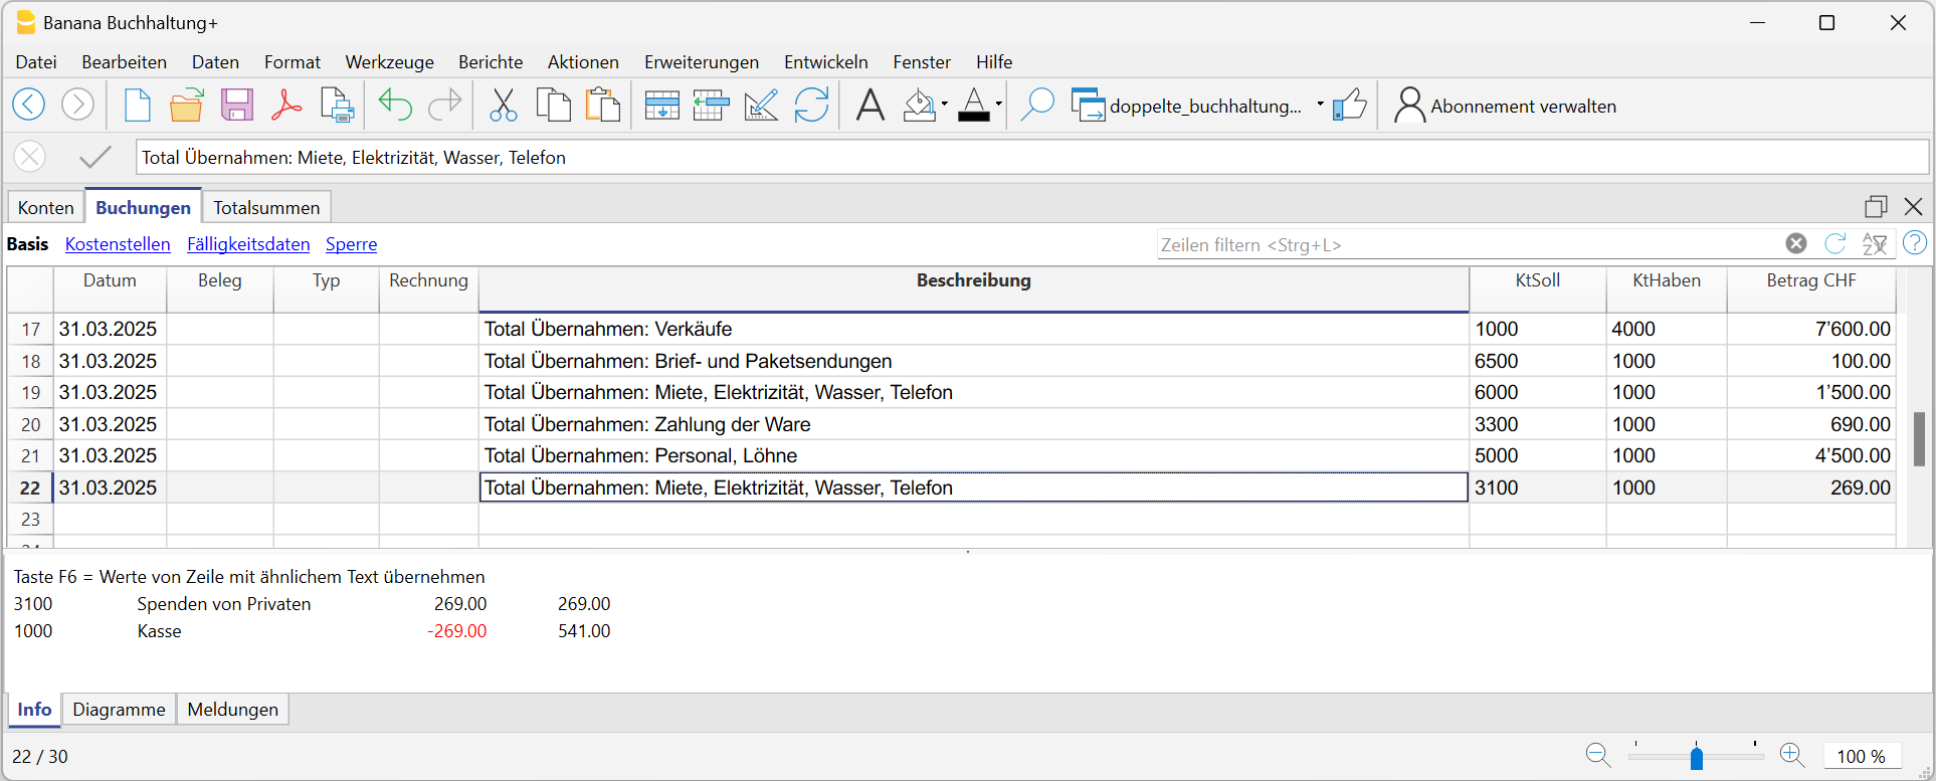 Banana Buchhaltung+
Datei Bearbeiten Daten Format Werkzeuge Berichte Aktionen Erweiterungen Entwickeln Fenster Hilfe
doppelte_buchhaltung... Abonnement verwalten
Total Übernahmen: Miete, Elektrizität, Wasser, Telefon
Konten Buchungen Totalsummen
Basis Kostenstellen Fälligkeitsdaten Sperre Zeilen filtern <Strg+L>
Datum Beleg Typ Rechnung Beschreibung KtSoll KtHaben Betrag CHF
17 31.03.2025 Total Übernahmen: Verkäufe 1000 4000 7’600.00
18 31.03.2025 Total Übernahmen: Brief- und Paketsendungen 6500 1000 100.00
19 31.03.2025 Total Übernahmen: Miete, Elektrizität, Wasser, Telefon 6000 1000 1’500.00
20 31.03.2025 Total Übernahmen: Zahlung der Ware 3300 1000 690.00
21 31.03.2025 Total Übernahmen: Personal, Löhne 5000 1000 4’500.00
22 31.03.2025 Total Übernahmen: Miete, Elektrizität, Wasser, Telefon 3100 1000 269.00
23
Taste F6 = Werte von Zeile mit ähnlichem Text übernehmen
3100 Spenden von Privaten 269.00 269.00
1000 Kasse -269.00 541.00
Info Diagramme Meldungen
22 / 30 100 %